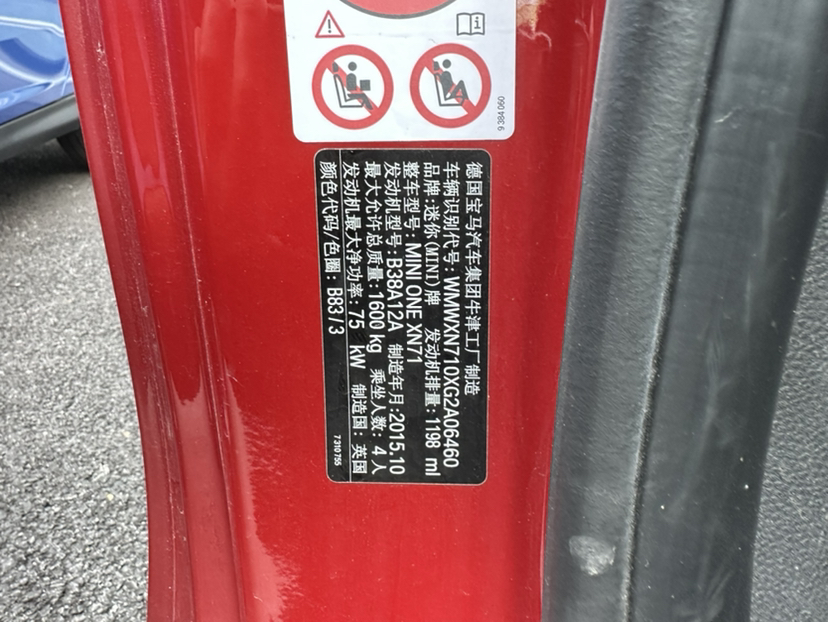 9 384 060
德国宝马汽车集团牛津工厂制造
车辆识别代号:WMWXN710XG2A06460
品牌:迷你(MINI)牌 发动机排量:1198 ml
整车型号:MINI ONE XN71
发动机型号:B38A12A 制造年月:2015.10
最大允许总质量:1600 kg 乘坐人数:4人
发动机最大净功率:75 kW 制造国:英国
颜色代码/色圈:B83/3
7 310 755